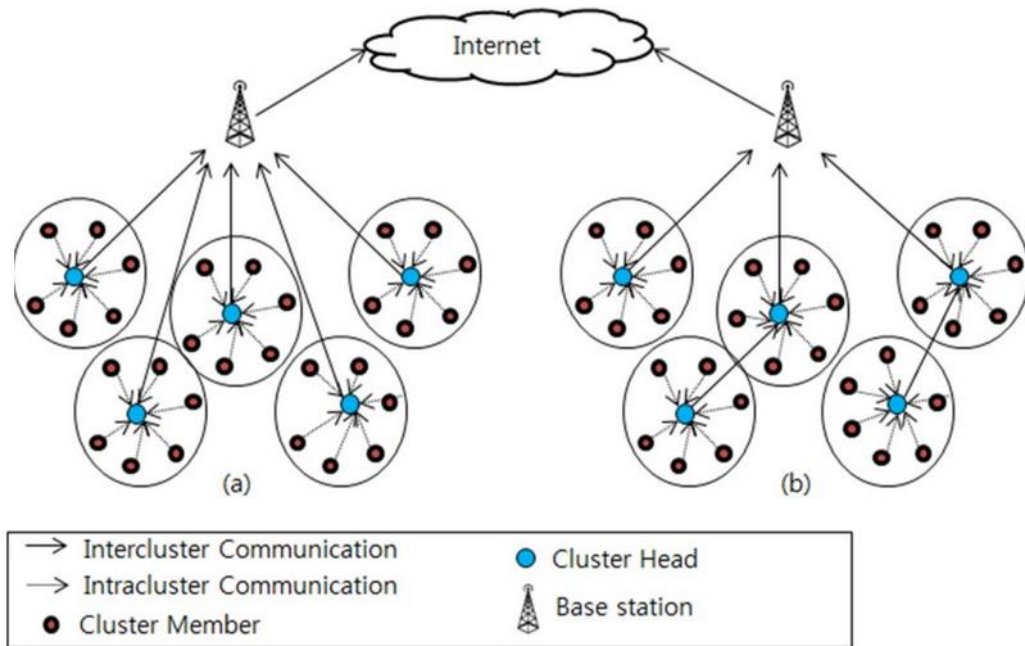 Internet
(a)
(b)
Intercluster Communication
Intracluster Communication
Cluster Member
Cluster Head
Base station